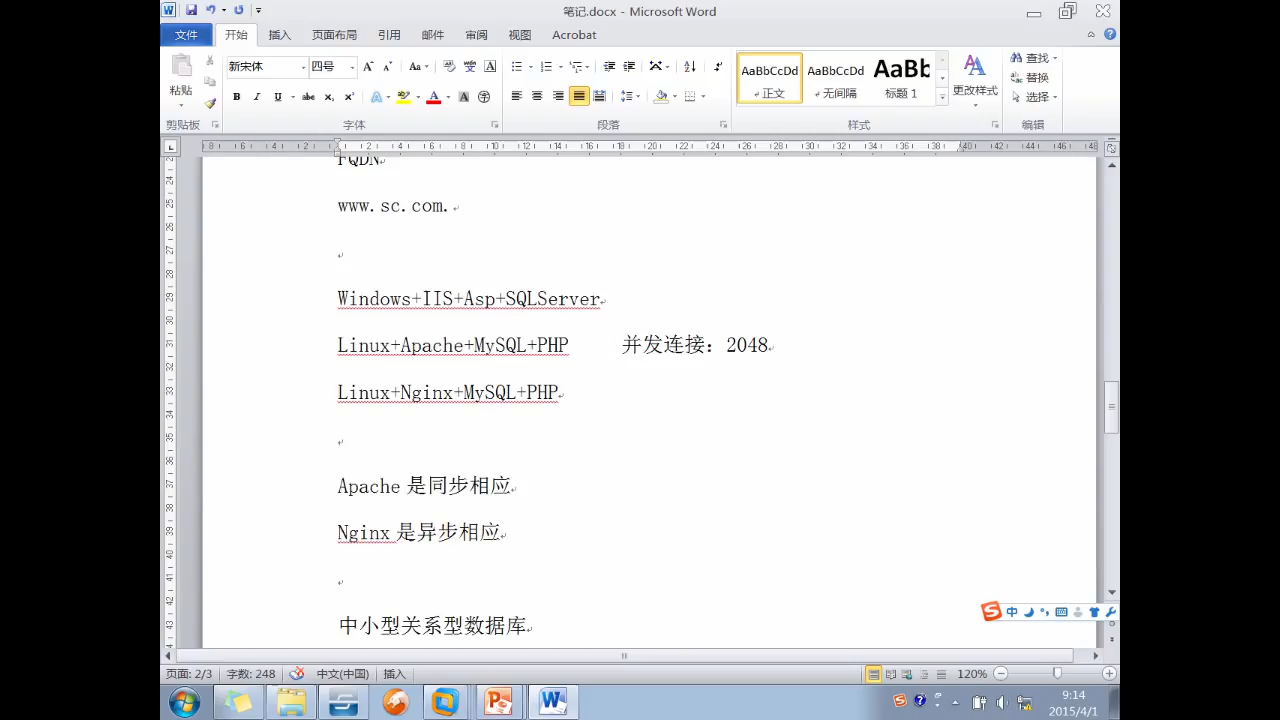 笔记.docx - Microsoft Word
文件 开始 插入 页面布局 引用 邮件 审阅 视图 Acrobat
新宋体 四号
AaBbCcDd AaBbCcDd AaBb
粘贴 正文 无间隔 标题 1 更改样式
查找
替换
选择
剪贴板 字体 段落 样式 编辑
FQDN
www.sc.com.
Windows+IIS+Asp+SQLServer
Linux+Apache+MySQL+PHP 并发连接：2048
Linux+Nginx+MySQL+PHP
Apache 是同步相应
Nginx 是异步相应
中小型关系型数据库
页面: 2/3 字数: 248 中文(中国) 插入 120%
9:14
2015/4/1